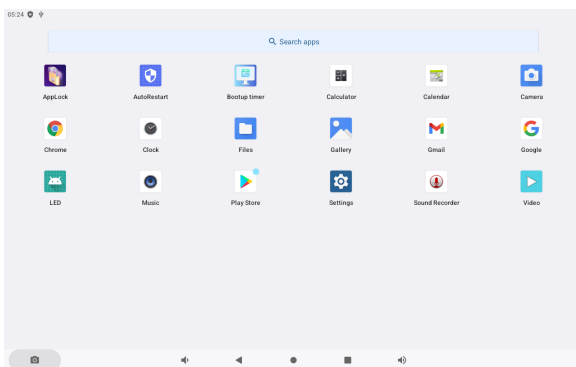 05:24
Search apps
AppLock AutoRestart Bootup timer Calculator Calendar Camera
Chrome Clock Files Gallery Gmail Google
LED Music Play Store Settings Sound Recorder Video